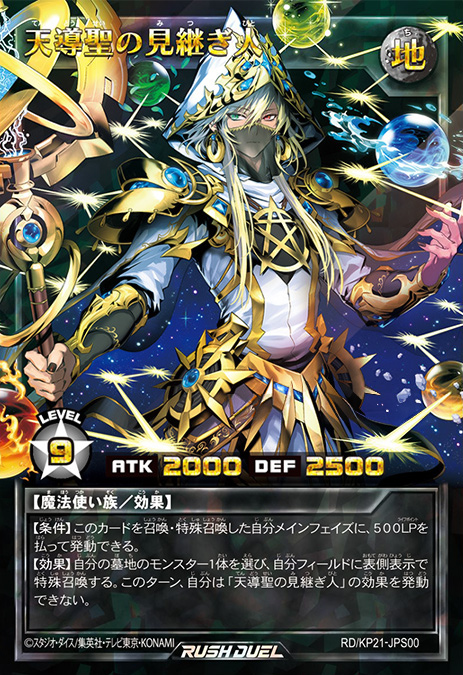 天導聖の見継ぎ人
地
LEVEL
9
ATK 2000 DEF 2500
【魔法使い族/効果】
【条件】このカードを召喚・特殊召喚した自分メインフェイズに、500LPを
払って発動できる。
【効果】自分の墓地のモンスター1体を選び、自分フィールドに表側表示で
特殊召喚する。このターン、自分は「天導聖の見継ぎ人」の効果を発動
できない。
©スタジオ・ダイス/集英社・テレビ東京・KONAMI
RUSH DUEL
RD/KP21-JPS00